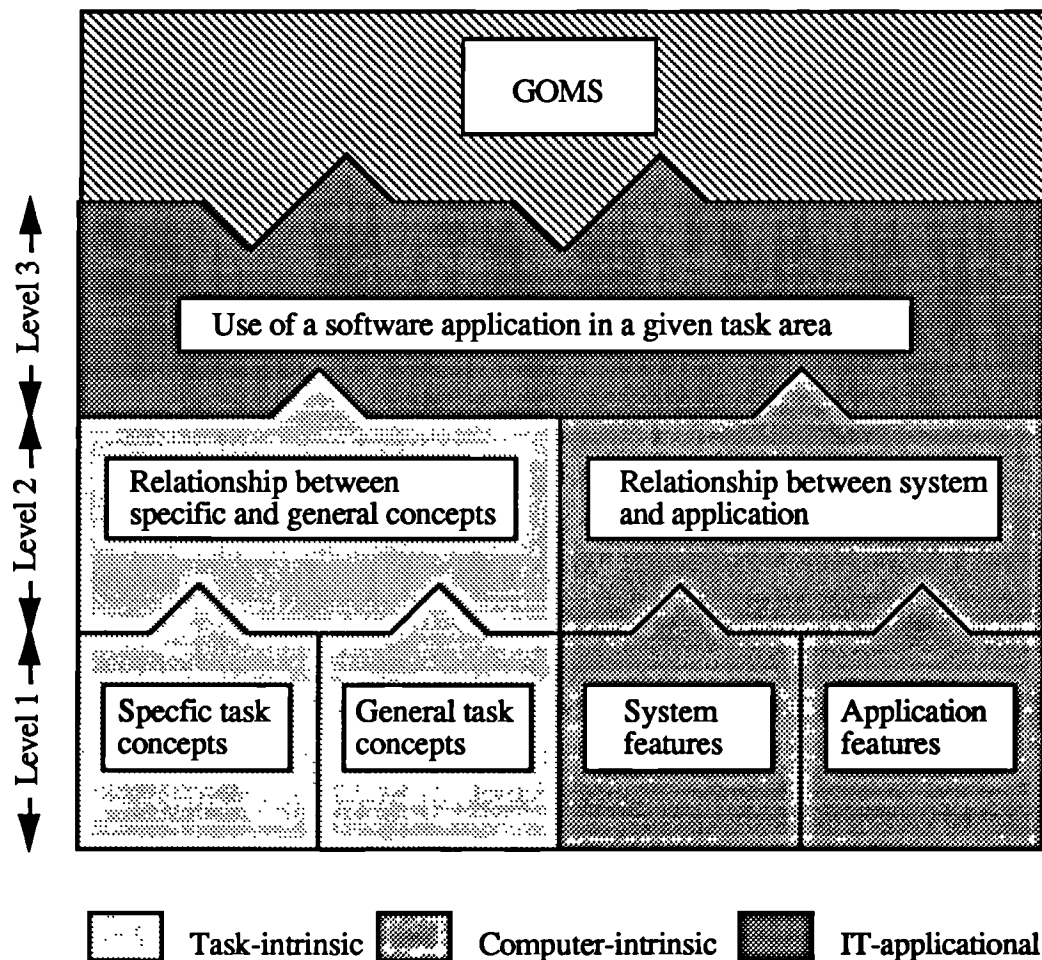 GOMS
Level 3
Use of a software application in a given task area
Level 2
Relationship between
specific and general concepts
Relationship between system
and application
Level 1
Specfic task
concepts
General task
concepts
System
features
Application
features
Task-intrinsic
Computer-intrinsic
IT-applicational